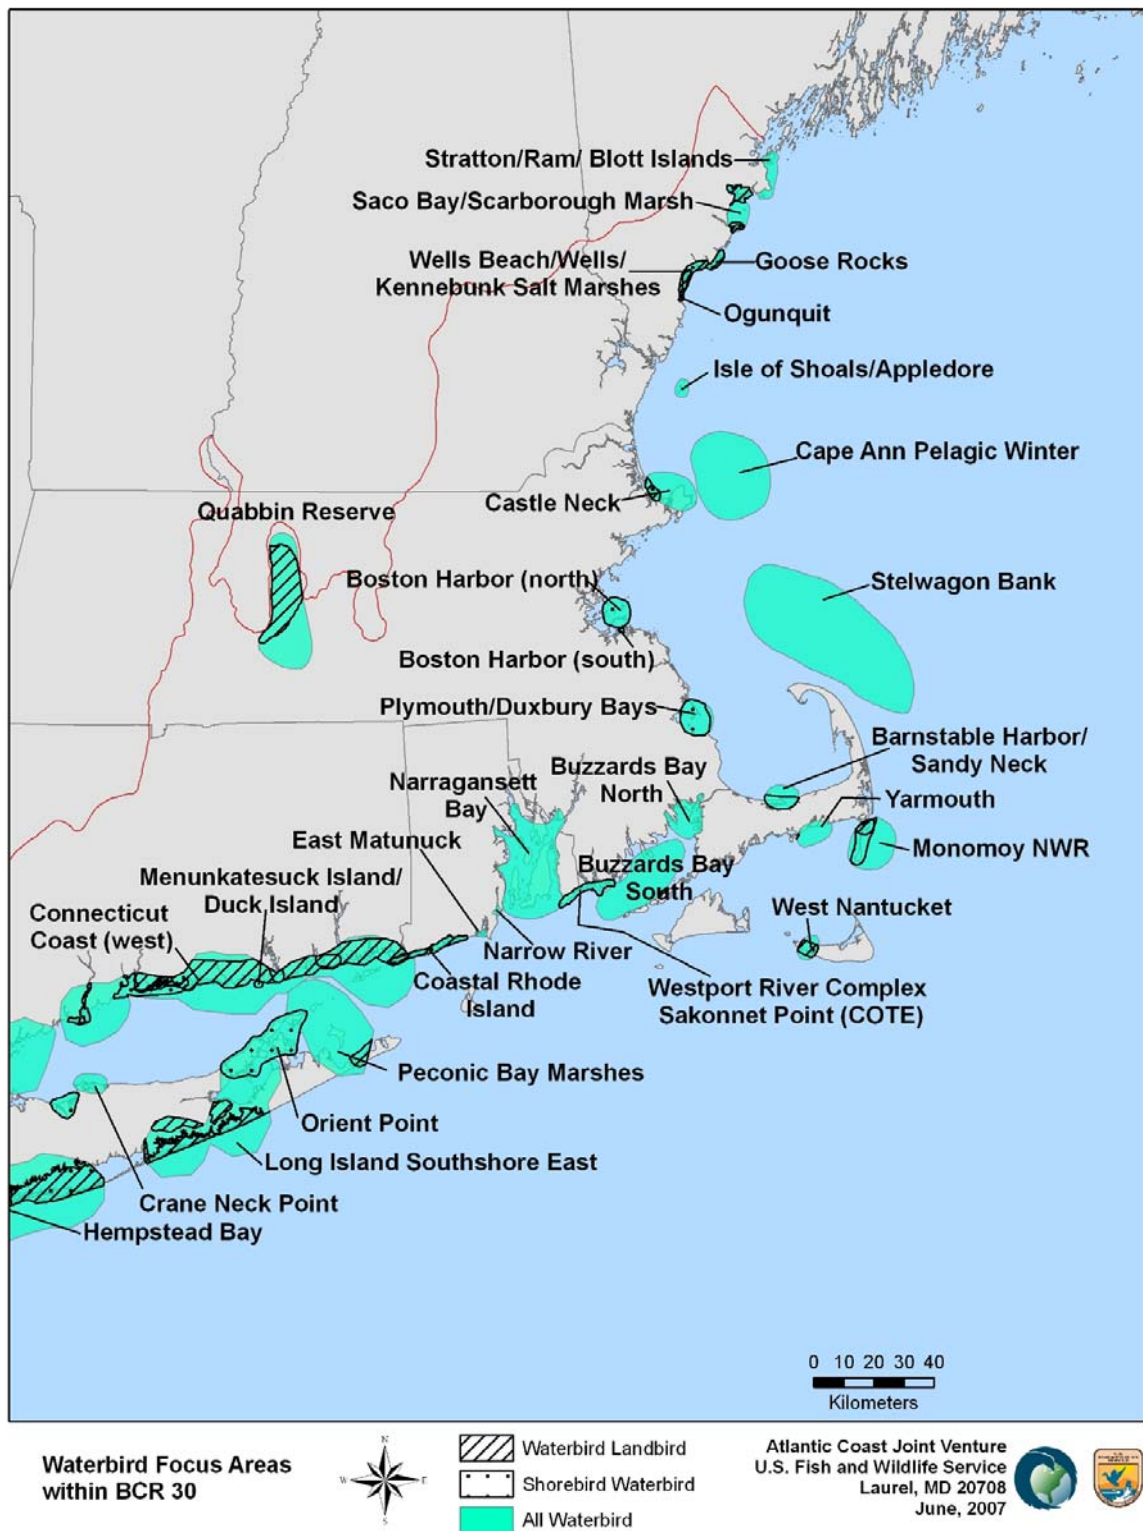 Stratton/Ram/ Blott Islands
Saco Bay/Scarborough Marsh
Wells Beach/Wells/
Kennebunk Salt Marshes
Goose Rocks
Ogunquit
Isle of Shoals/Appledore
Cape Ann Pelagic Winter
Castle Neck
Quabbin Reserve
Boston Harbor (north)
Stelwagon Bank
Boston Harbor (south)
Plymouth/Duxbury Bays
Barnstable Harbor/
Sandy Neck
Buzzards Bay
North
Narragansett
Bay
Yarmouth
East Matunuck
Monomoy NWR
Buzzards Bay
South
Menunkatesuck Island/
Duck Island
Connecticut
Coast (west)
West Nantucket
Narrow River
Coastal Rhode
Island
Westport River Complex
Sakonnet Point (COTE)
Peconic Bay Marshes
Orient Point
Long Island Southshore East
Crane Neck Point
Hempstead Bay
0 10 20 30 40
Kilometers
Waterbird Focus Areas
within BCR 30
N
W E
S
Waterbird Landbird
Shorebird Waterbird
All Waterbird
Atlantic Coast Joint Venture
U.S. Fish and Wildlife Service
Laurel, MD 20708
June, 2007